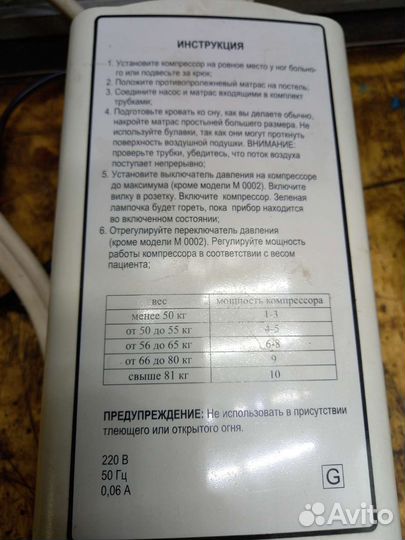 ИНСТРУКЦИЯ
1. Установите компрессор на ровное место у ног больно-
го или подвесьте за крюк;
2. Положите противопролежневый матрас на постель;
3. Соедините насос и матрас входящими в комплект
трубками;
4. Подготовьте кровать ко сну, как вы делаете обычно,
накройте матрас простыней большего размера. Не
используйте булавки, так как они могут проткнуть
поверхность воздушной подушки. ВНИМАНИЕ:
проверьте трубки, убедитесь, что поток воздуха
поступает непрерывно;
5. Установите выключатель давления на компрессоре
до максимума (кроме модели М 0002). Включите
вилку в розетку. Включите компрессор. Зеленая
лампочка будет гореть, пока прибор находится
во включенном состоянии;
6. Отрегулируйте переключатель давления
(кроме модели М 0002). Регулируйте мощность
работы компрессора в соответствии с весом
пациента;
вес мощность компрессора
менее 50 кг 1-3
от 50 до 55 кг 4-5
от 56 до 65 кг 6-8
от 66 до 80 кг 9
свыше 81 кг 10
ПРЕДУПРЕЖДЕНИЕ: Не использовать в присутствии
тлеющего или открытого огня.
220 В
50 Гц
0,06 А
G
Avito